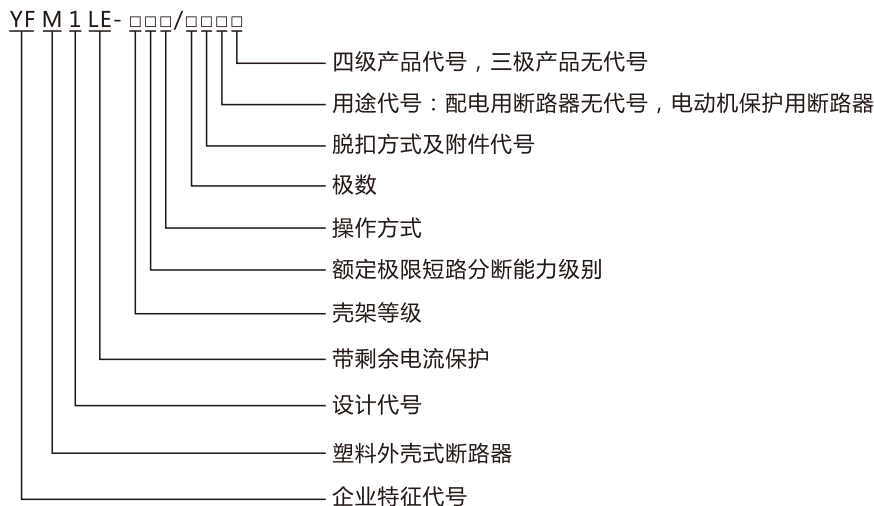 YF M 1 LE- □□□/□□□□
四级产品代号，三极产品无代号
用途代号：配电用断路器无代号，电动机保护用断路器
脱扣方式及附件代号
极数
操作方式
额定极限短路分断能力级别
壳架等级
带剩余电流保护
设计代号
塑料外壳式断路器
企业特征代号